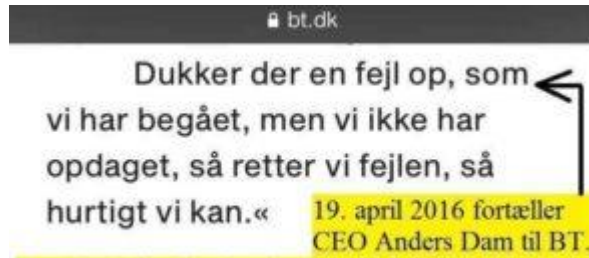 bt.dk
Dukker der en fejl op, som
vi har begået, men vi ikke har
opdaget, så retter vi fejlen, så
hurtigt vi kan.«
19. april 2016 fortæller
CEO Anders Dam til BT.